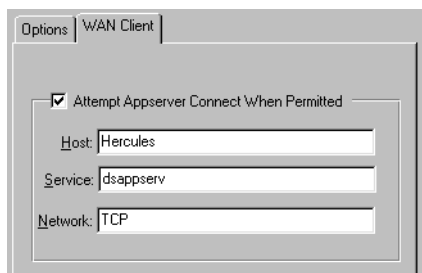 Options WAN Client
Attempt Appserver Connect When Permitted
Host: Hercules
Service: dsappserv
Network: TCP